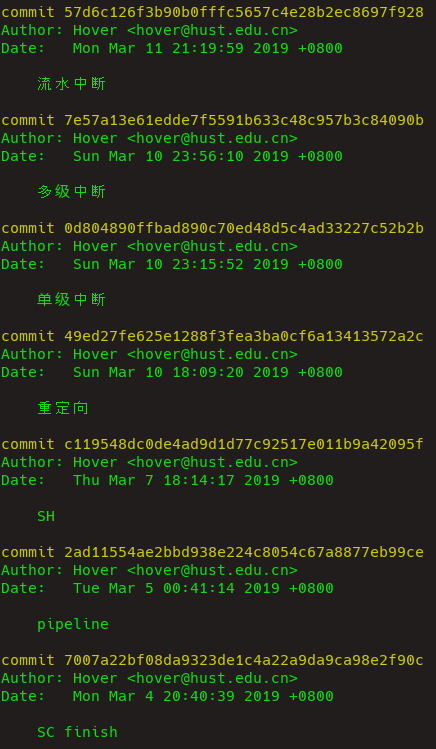 commit 57d6c126f3b90b0fffc5657c4e28b2ec8697f928
Author: Hover <hover@hust.edu.cn>
Date:   Mon Mar 11 21:19:59 2019 +0800
流水中断
commit 7e57a13e61edde7f5591b633c48c957b3c84090b
Author: Hover <hover@hust.edu.cn>
Date:   Sun Mar 10 23:56:10 2019 +0800
多级中断
commit 0d804890ffbad890c70ed48d5c4ad33227c52b2b
Author: Hover <hover@hust.edu.cn>
Date:   Sun Mar 10 23:15:52 2019 +0800
单级中断
commit 49ed27fe625e1288f3fea3ba0cf6a13413572a2c
Author: Hover <hover@hust.edu.cn>
Date:   Sun Mar 10 18:09:20 2019 +0800
重定向
commit c119548dc0de4ad9d1d77c92517e011b9a42095f
Author: Hover <hover@hust.edu.cn>
Date:   Thu Mar 7 18:14:17 2019 +0800
SH
commit 2ad11554ae2bbd938e224c8054c67a8877eb99ce
Author: Hover <hover@hust.edu.cn>
Date:   Tue Mar 5 00:41:14 2019 +0800
pipeline
commit 7007a22bf08da9323de1c4a22a9da9ca98e2f90c
Author: Hover <hover@hust.edu.cn>
Date:   Mon Mar 4 20:40:39 2019 +0800
SC finish